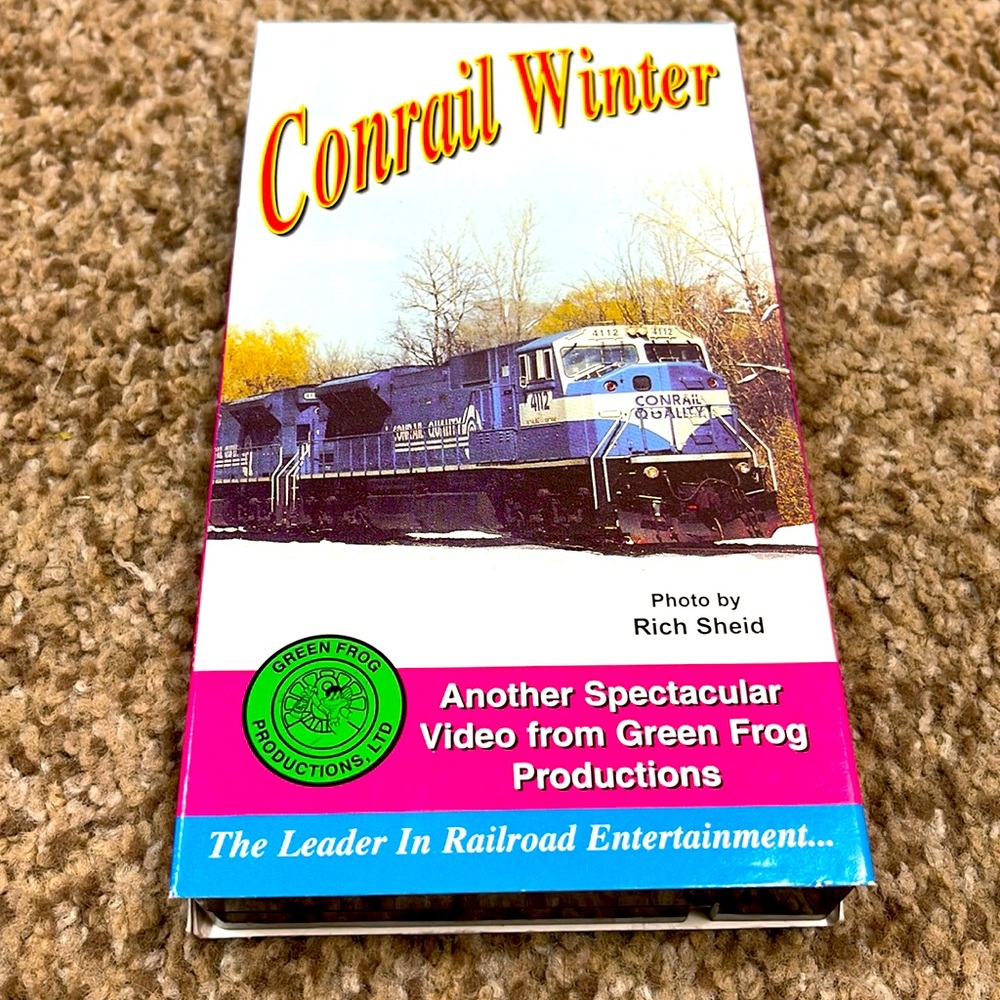 Conrail Winter
4112 4112
4112
CONRAIL
QUALITY
CONRAIL QUALITY
Photo by
Rich Sheid
GREEN FROG
PRODUCTIONS, LTD
Another Spectacular
Video from Green Frog
Productions
The Leader In Railroad Entertainment...